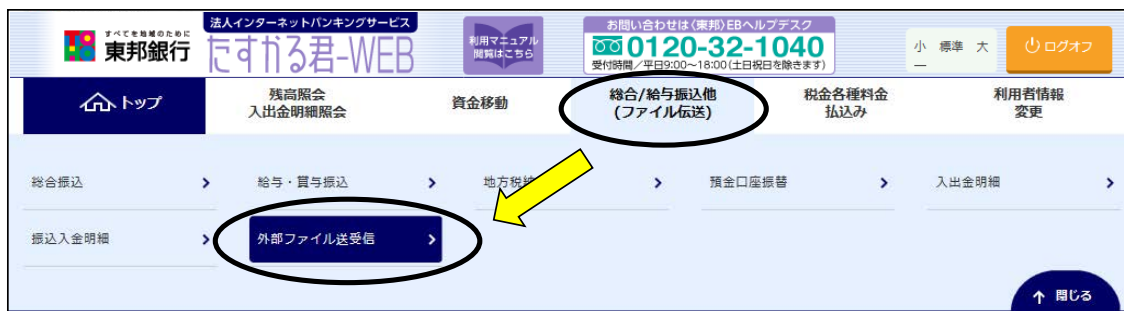 すべてを地域のために
東邦銀行
法人インターネットバンキングサービス
たすかる君-WEB
利用マニュアル
閲覧はこちら
お問い合わせは〈東邦〉EBヘルプデスク
0120-32-1040
受付時間/平日9:00～18:00(土日祝日を除きます)
小 標準 大
ログオフ
トップ
残高照会
入出金明細照会
資金移動
総合/給与振込他
(ファイル伝送)
税金各種料金
払込み
利用者情報
変更
総合振込
給与・賞与振込
地方税納
預金口座振替
入出金明細
振込入金明細
外部ファイル送受信
閉じる